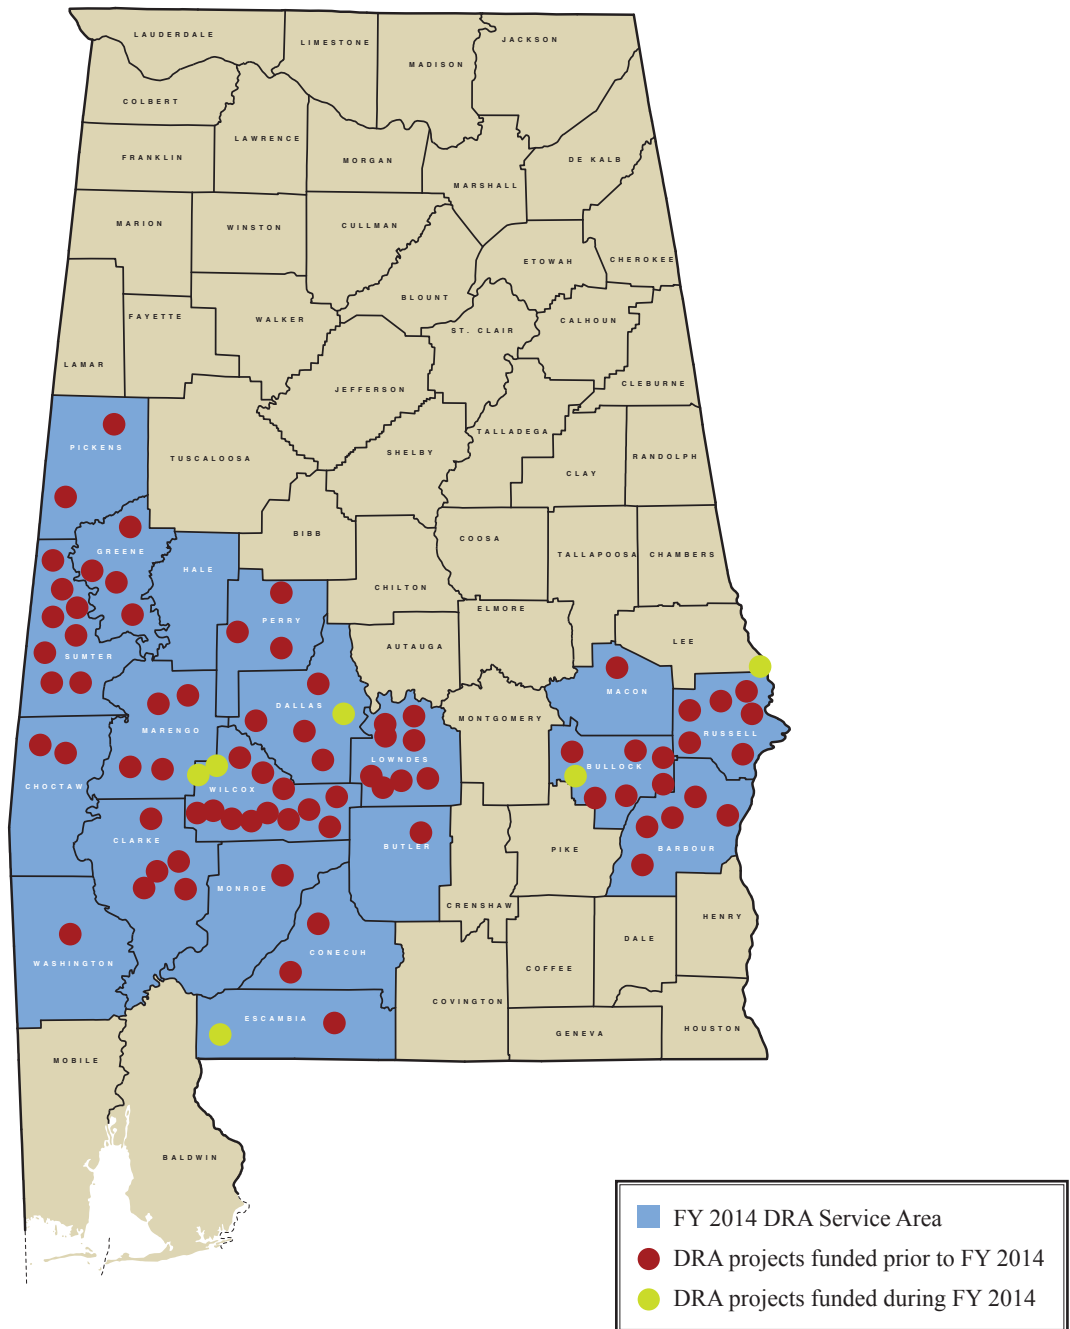 LAUDERDALE
LIMESTONE
JACKSON
MADISON
COLBERT
LAWRENCE
FRANKLIN
MORGAN
DE KALB
MARSHALL
MARION
WINSTON
CULLMAN
ETOWAH
CHEROKEE
BLOUNT
FAYETTE
WALKER
ST. CLAIR
CALHOUN
LAMAR
JEFFERSON
CLEBURNE
TALLADEGA
PICKENS
SHELBY
TUSCALOOSA
RANDOLPH
CLAY
BIBB
COOSA
GREENE
TALLAPOOSA
CHAMBERS
HALE
CHILTON
ELMORE
PERRY
LEE
AUTAUGA
SUMTER
MACON
DALLAS
MONTGOMERY
MARENGO
RUSSELL
LOWNDES
BULLOCK
CHOCTAW
WILCOX
CLARKE
BUTLER
PIKE
BARBOUR
MONROE
CRENSHAW
HENRY
DALE
CONECUH
WASHINGTON
COFFEE
COVINGTON
ESCAMBIA
HOUSTON
GENEVA
MOBILE
BALDWIN
FY 2014 DRA Service Area
DRA projects funded prior to FY 2014
DRA projects funded during FY 2014